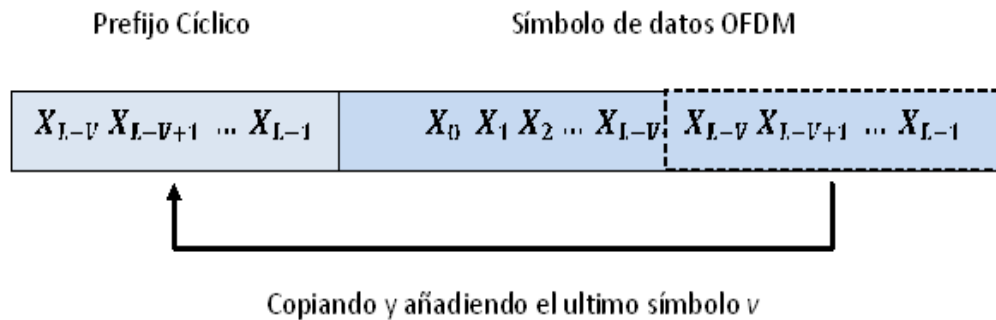 Prefijo Cíclico
Símbolo de datos OFDM
X_{L-V} X_{L-V+1} ... X_{L-1}
X_0 X_1 X_2 ... X_{L-V}
X_{L-V} X_{L-V+1} ... X_{L-1}
Copiando y añadiendo el ultimo símbolo v